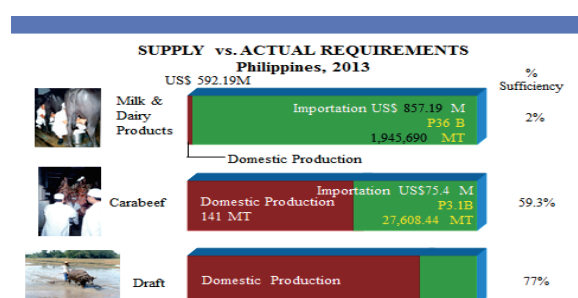 SUPPLY vs. ACTUAL REQUIREMENTS
Philippines, 2013
US$ 592.19M
%
Sufficiency
Milk &
Dairy
Products
Importation US$ 857.19 M
P36 B
1,945,690 MT
2%
Domestic Production
Carabeef
Importation US$75.4 M
Domestic Production
P3.1B
141 MT
27,608.44 MT
59.3%
Draft
Domestic Production
77%